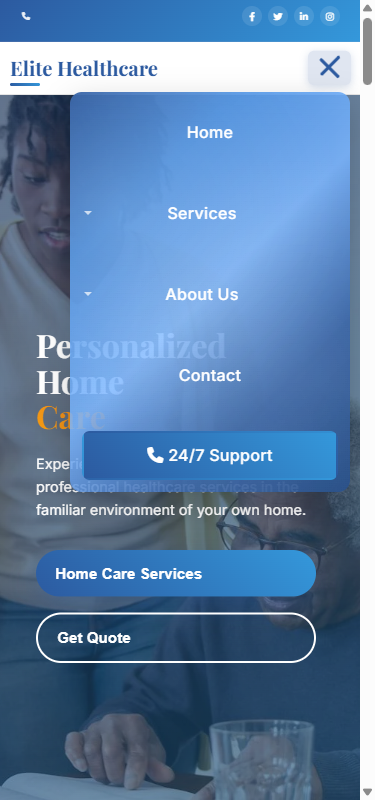 Elite Healthcare
Home
Services
About Us
Contact
24/7 Support
Personalized
Home
Care
Experi
professional healthcare services in the
familiar environment of your own home.
Home Care Services
Get Quote